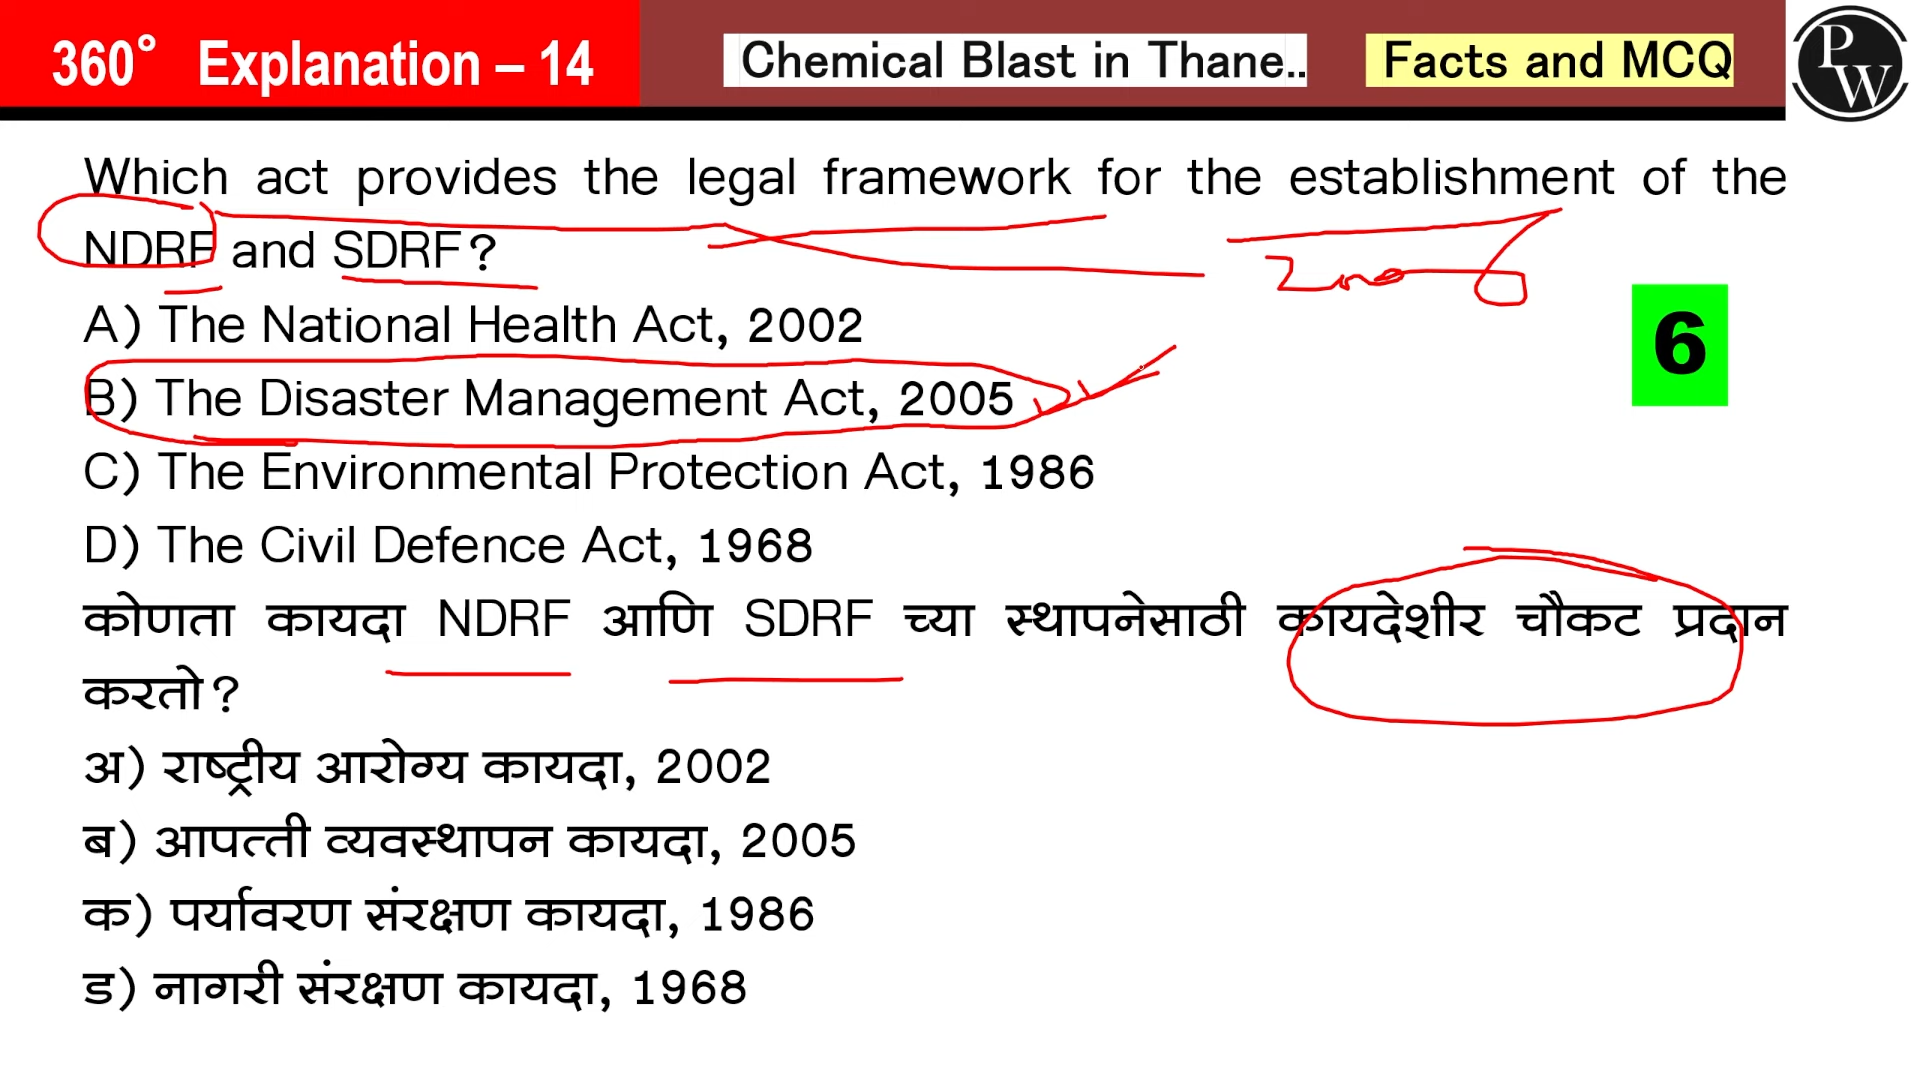 360° Explanation – 14
Chemical Blast in Thane..
Facts and MCQ
PW
Which act provides the legal framework for the establishment of the
NDRF and SDRF?
A) The National Health Act, 2002
B) The Disaster Management Act, 2005
C) The Environmental Protection Act, 1986
D) The Civil Defence Act, 1968
6
कोणता कायदा NDRF आणि SDRF च्या स्थापनेसाठी कायदेशीर चौकट प्रदान
करतो?
अ) राष्ट्रीय आरोग्य कायदा, 2002
ब) आपत्ती व्यवस्थापन कायदा, 2005
क) पर्यावरण संरक्षण कायदा, 1986
ड) नागरी संरक्षण कायदा, 1968